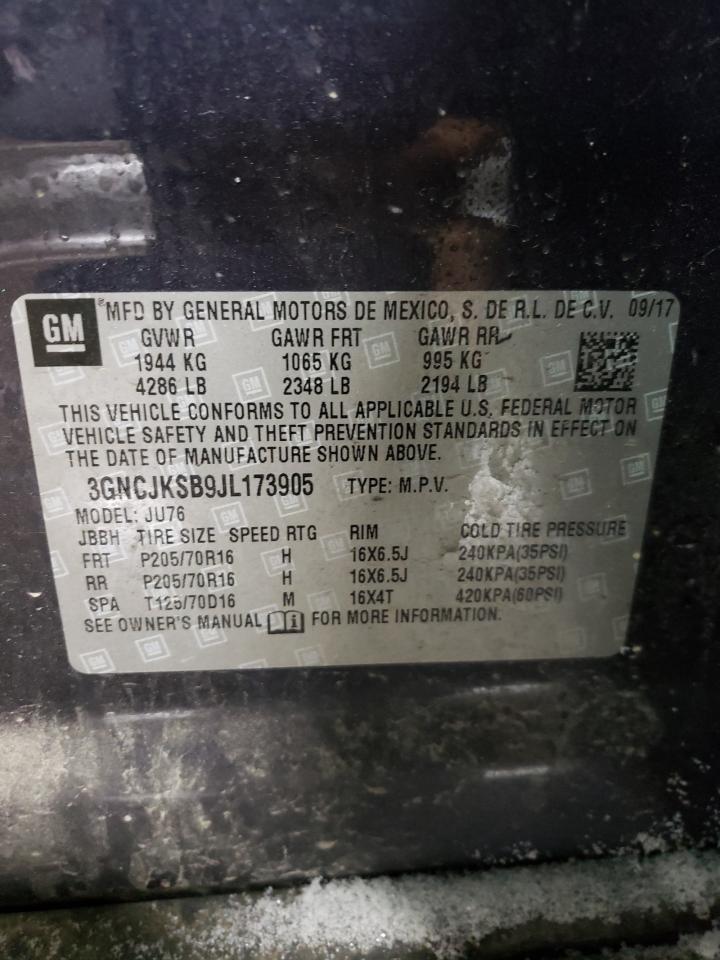 GM
®MFD BY GENERAL MOTORS DE MEXICO, S. DE R.L. DE C.V. 09/17
GVWR GAWR FRT GAWR RR
1944 KG 1065 KG 995 KG
4286 LB 2348 LB 2194 LB
THIS VEHICLE CONFORMS TO ALL APPLICABLE U.S. FEDERAL MOTOR
VEHICLE SAFETY AND THEFT PREVENTION STANDARDS IN EFFECT ON
THE DATE OF MANUFACTURE SHOWN ABOVE.
3GNCJKSB9JL173905 TYPE: M.P.V.
MODEL: JU76
JBBH TIRE SIZE SPEED RTG RIM COLD TIRE PRESSURE
FRT P205/70R16 H 16X6.5J 240KPA(35PSI)
RR P205/70R16 H 16X6.5J 240KPA(35PSI)
SPA T125/70D16 M 16X4T 420KPA(60PSI)
SEE OWNER'S MANUAL i FOR MORE INFORMATION.